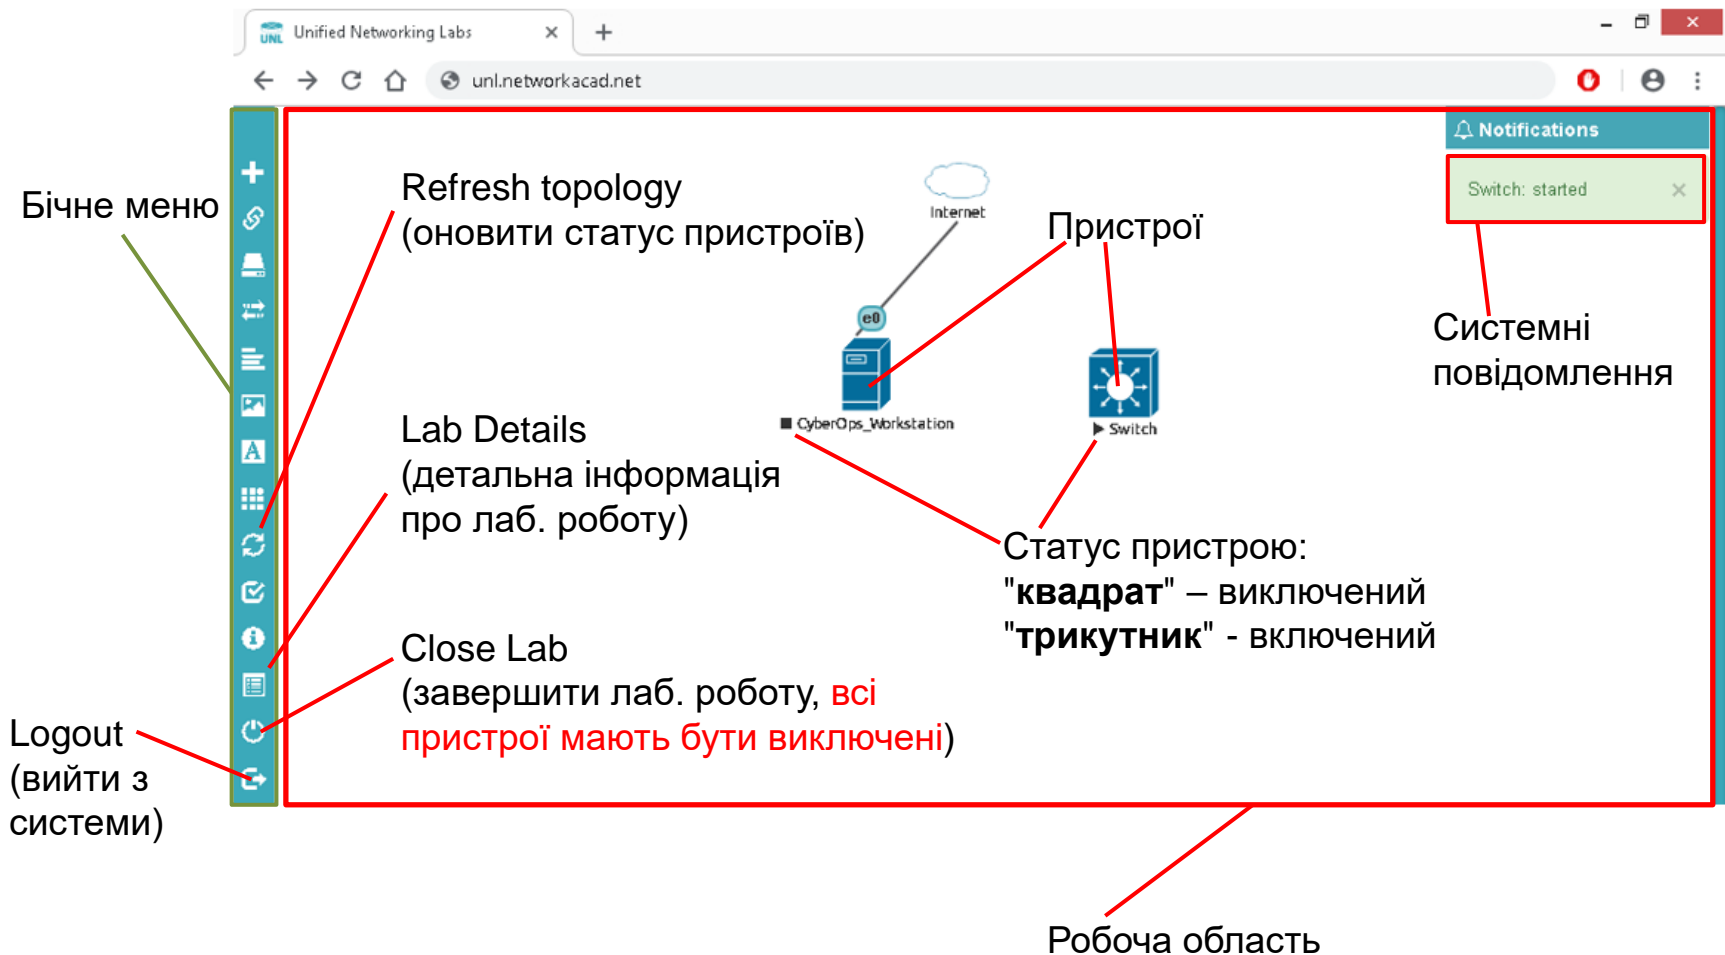 Unified Networking Labs
unl.networkacad.net
UNL
Notifications
Switch: started
Бічне меню
Refresh topology
(оновити статус пристроїв)
Internet
Пристрої
e0
Системні
повідомлення
CyberOps_Workstation
Switch
Lab Details
(детальна інформація
про лаб. роботу)
Статус пристрою:
"квадрат" – виключений
"трикутник" - включений
Close Lab
(завершити лаб. роботу, всі
пристрої мають бути виключені)
Logout
(вийти з
системи)
Робоча область